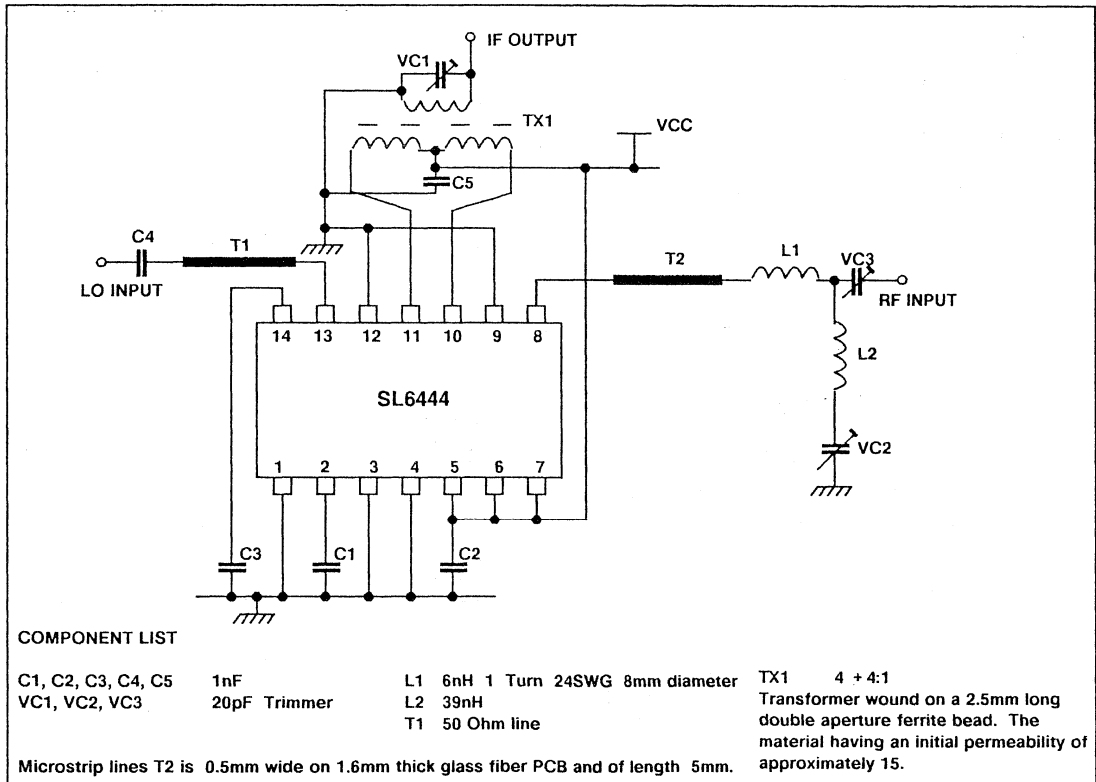 IF OUTPUT
VC1
TX1
VCC
C5
C4
T1
LO INPUT
T2
L1
VC3
RF INPUT
14 13 12 11 10 9 8
L2
SL6444
VC2
1 2 3 4 5 6 7
C3 C1 C2
COMPONENT LIST
C1, C2, C3, C4, C5 1nF L1 6nH 1 Turn 24SWG 8mm diameter TX1 4 + 4:1
VC1, VC2, VC3 20pF Trimmer L2 39nH Transformer wound on a 2.5mm long
T1 50 Ohm line double aperture ferrite bead. The
material having an initial permeability of
Microstrip lines T2 is 0.5mm wide on 1.6mm thick glass fiber PCB and of length 5mm. approximately 15.